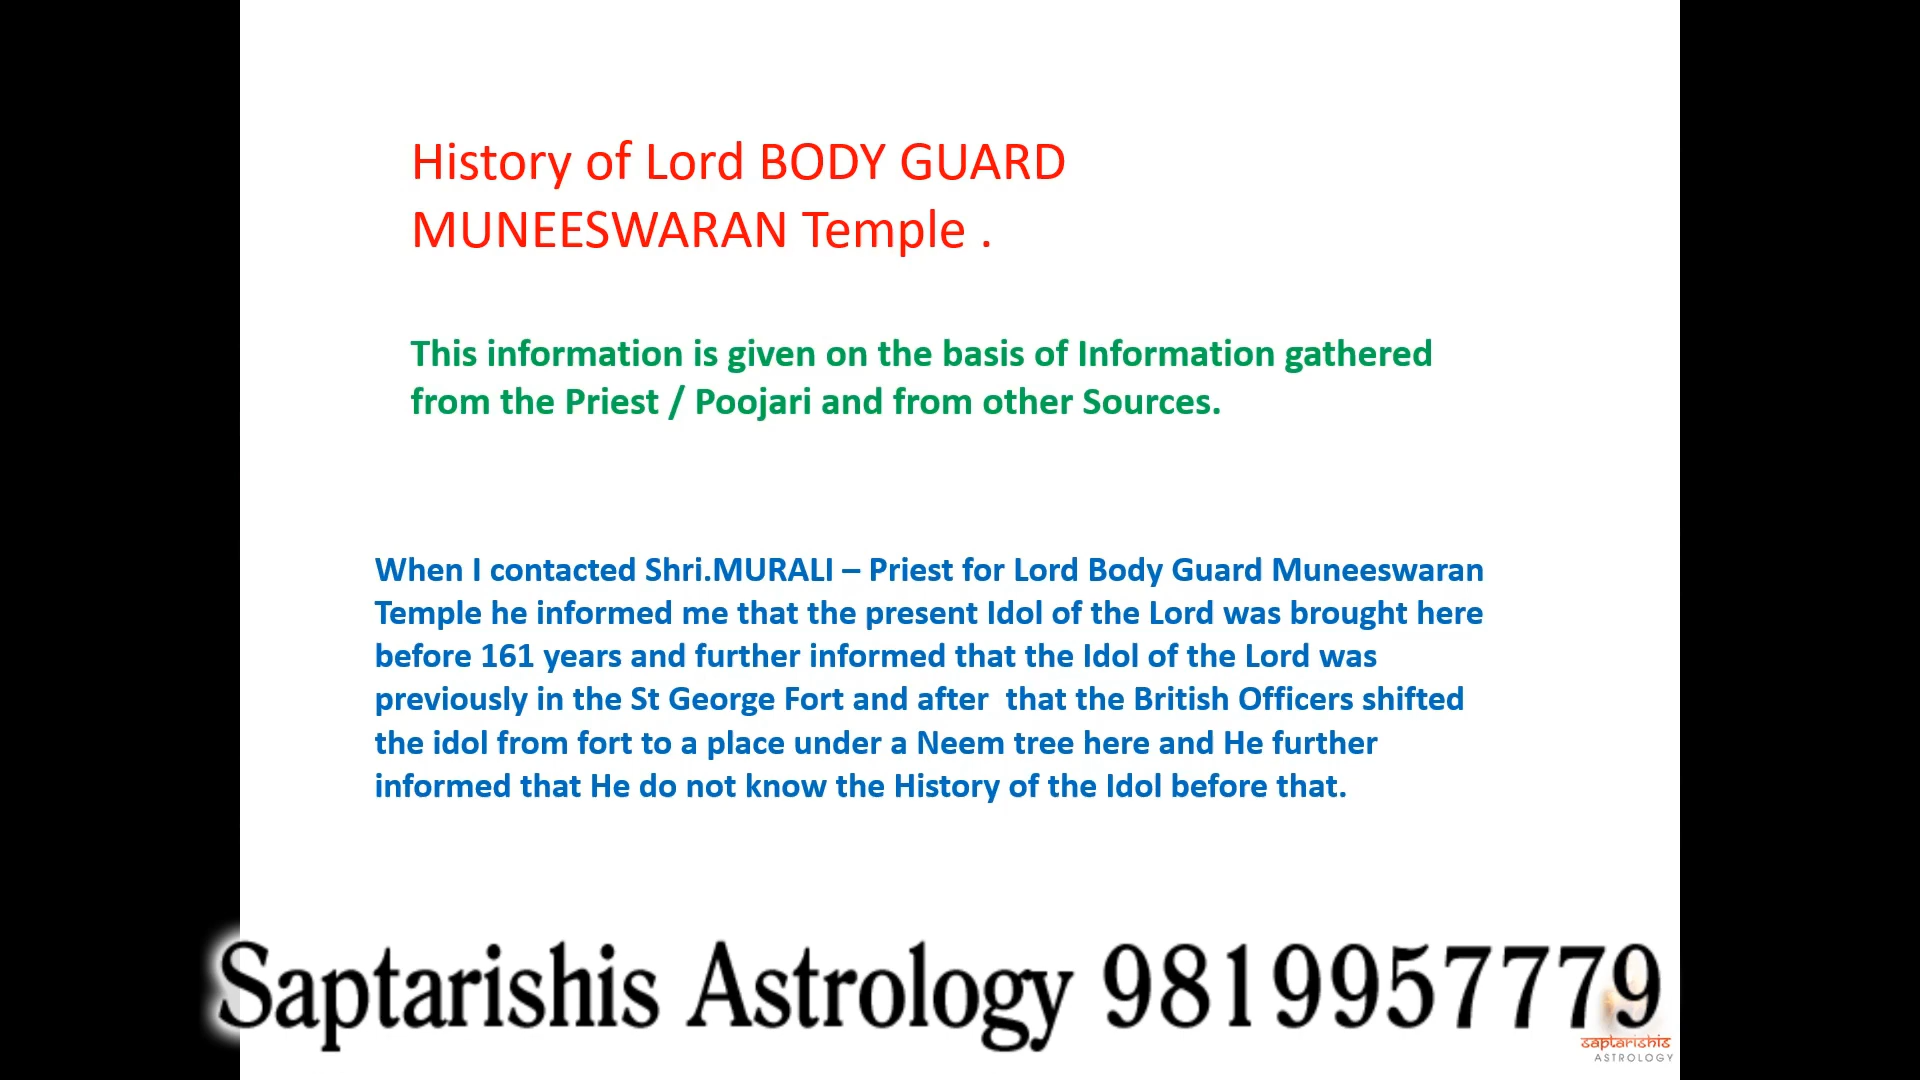 History of Lord BODY GUARD
MUNEESWARAN Temple .
This information is given on the basis of Information gathered
from the Priest / Poojari and from other Sources.
When I contacted Shri.MURALI – Priest for Lord Body Guard Muneeswaran
Temple he informed me that the present Idol of the Lord was brought here
before 161 years and further informed that the Idol of the Lord was
previously in the St George Fort and after  that the British Officers shifted
the idol from fort to a place under a Neem tree here and He further
informed that He do not know the History of the Idol before that.
Saptarishis Astrology 9819957779
saptarishis
ASTROLOGY